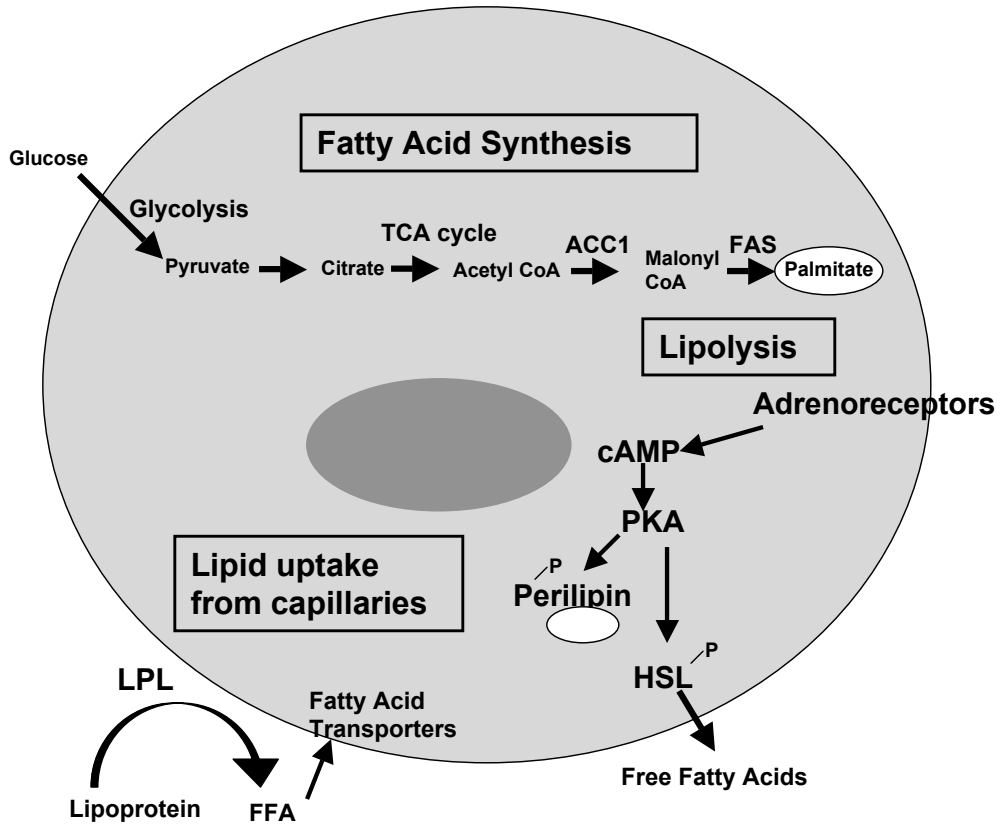 Fatty Acid Synthesis
Glucose
Glycolysis
TCA cycle
ACC1
FAS
Pyruvate
Citrate
Acetyl CoA
Malonyl
CoA
Palmitate
Lipolysis
Adrenoreceptors
cAMP
PKA
P
Perilipin
P
HSL
Free Fatty Acids
Lipid uptake
from capillaries
LPL
Fatty Acid
Transporters
Lipoprotein
FFA